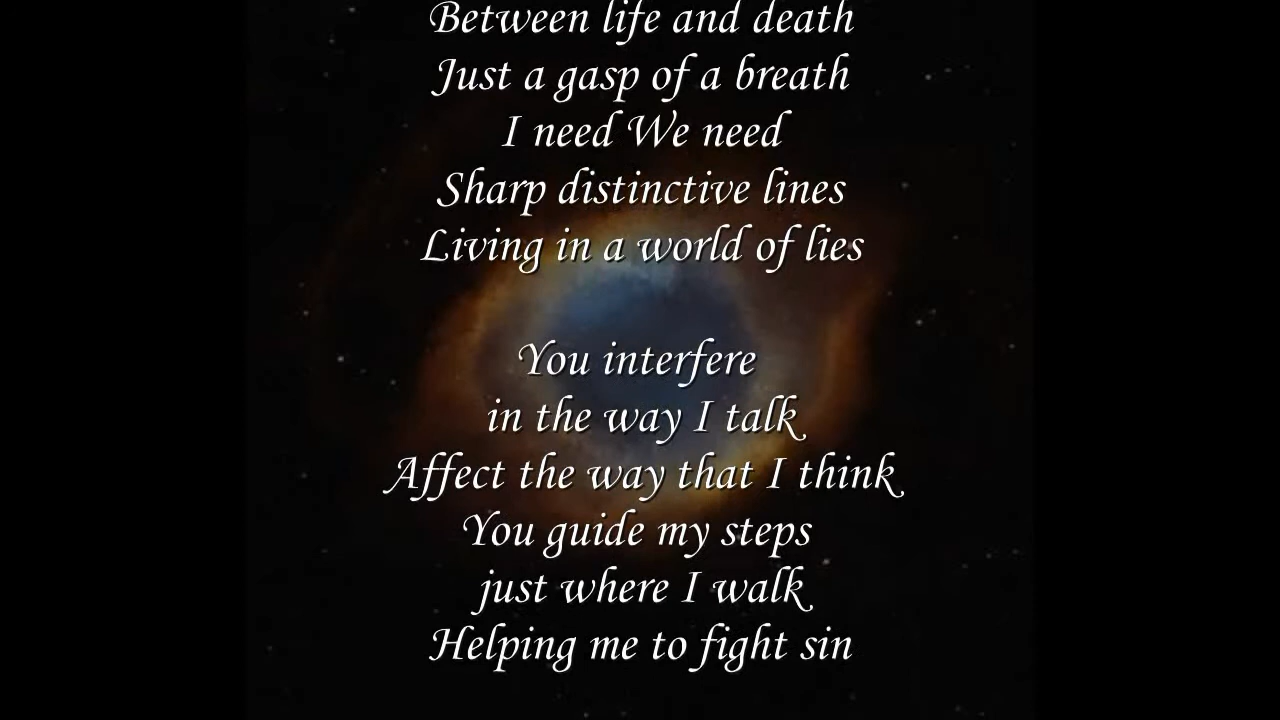 Between life and death
Just a gasp of a breath
I need We need
Sharp distinctive lines
Living in a world of lies
You interfere
in the way I talk
Affect the way that I think
You guide my steps
just where I walk
Helping me to fight sin